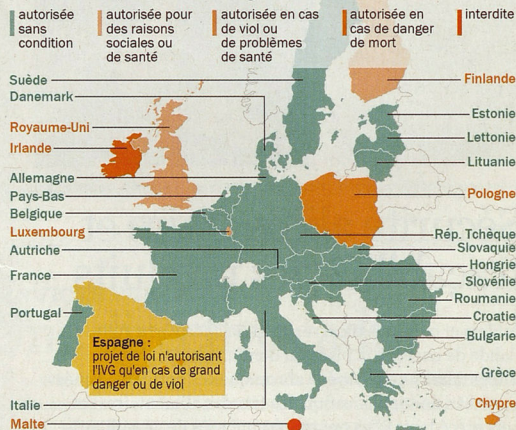 autorisée
sans
condition
autorisée pour
des raisons
sociales ou
de santé
autorisée en cas
de viol ou
de problèmes
de santé
autorisée en
cas de danger
de mort
interdite
Suède
Danemark
Royaume-Uni
Irlande
Allemagne
Pays-Bas
Belgique
Luxembourg
Autriche
France
Portugal
Espagne :
projet de loi n'autorisant
l'IVG qu'en cas de grand
danger ou de viol
Italie
Malte
Finlande
Estonie
Lettonie
Lituanie
Pologne
Rép. Tchèque
Slovaquie
Hongrie
Slovénie
Roumanie
Croatie
Bulgarie
Grèce
Chypre